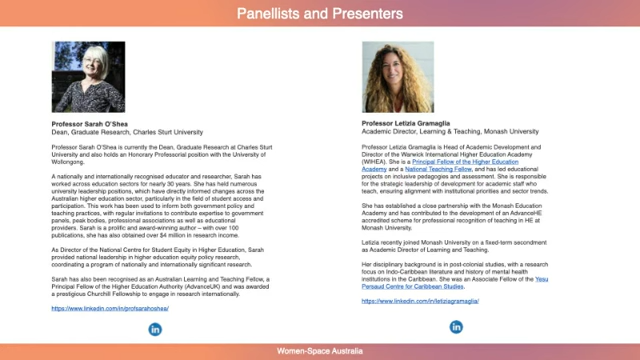 Panellists and Presenters
Professor Sarah O'Shea
Dean, Graduate Research, Charles Sturt University
Professor Sarah O'Shea is currently the Dean, Graduate Research at Charles Sturt
University and also holds an Honorary Professorial position with the University of
Wollongong.
A nationally and internationally recognised educator and researcher, Sarah has
worked across education sectors for nearly 30 years. She has held numerous
university leadership positions, which have directly informed changes across the
Australian higher education sector, particularly in the field of student access and
participation. This work has been used to inform both government policy and
teaching practices, with regular invitations to contribute expertise to government
panels, peak bodies, professional associations as well as educational
providers. Sarah is a prolific and award-winning author – with over 100
publications, she has also obtained over $4 million in research income.
As Director of the National Centre for Student Equity in Higher Education, Sarah
provided national leadership in higher education equity policy research,
coordinating a program of nationally and internationally significant research.
Sarah has also been recognised as an Australian Learning and Teaching Fellow, a
Principal Fellow of the Higher Education Authority (AdvanceUK) and was awarded
a prestigious Churchill Fellowship to engage in research internationally.
https://www.linkedin.com/in/profsarahoshea/
in
Professor Letizia Gramaglia
Academic Director, Learning & Teaching, Monash University
Professor Letizia Gramaglia is Head of Academic Development and
Director of the Warwick International Higher Education Academy
(WIHEA). She is a Principal Fellow of the Higher Education
Academy and a National Teaching Fellow, and has led educational
projects on inclusive pedagogies and assessment. She is responsible
for the strategic leadership of development for academic staff who
teach, ensuring alignment with institutional priorities and sector trends.
She has established a close partnership with the Monash Education
Academy and has contributed to the development of an AdvanceHE
accredited scheme for professional recognition of teaching in HE at
Monash University.
Letizia recently joined Monash University on a fixed-term secondment
as Academic Director of Learning and Teaching.
Her disciplinary background is in post-colonial studies, with a research
focus on Indo-Caribbean literature and history of mental health
institutions in the Caribbean. She was an Associate Fellow of the Yesu
Persaud Centre for Caribbean Studies.
https://www.linkedin.com/in/letiziagramaglia/
in
Women-Space Australia